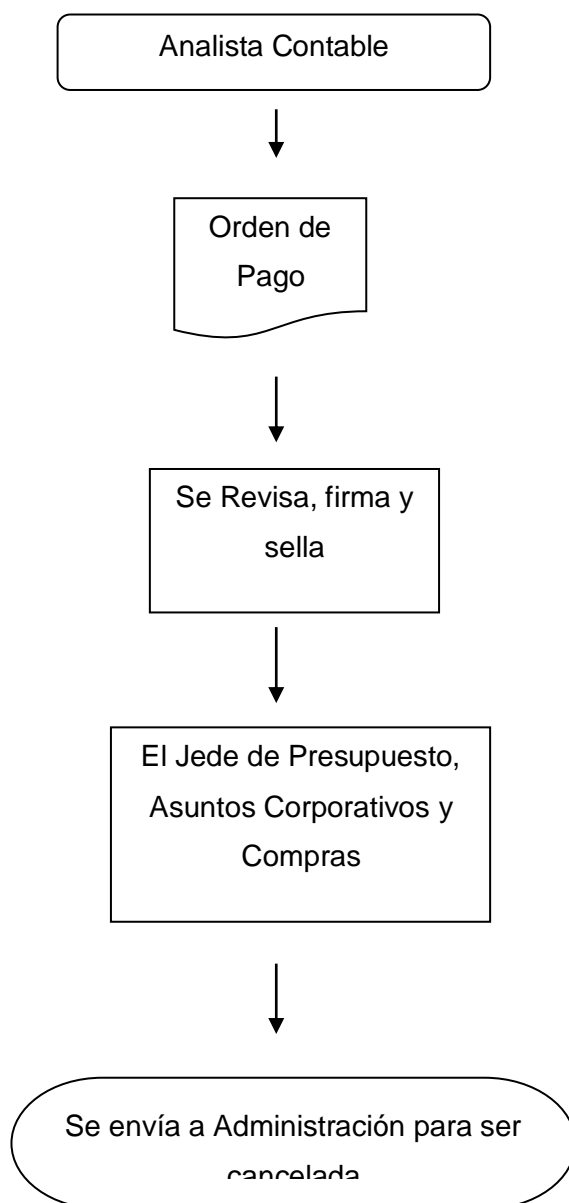 Analista Contable
Orden de
Pago
Se Revisa, firma y
sella
El Jede de Presupuesto,
Asuntos Corporativos y
Compras
Se envía a Administración para ser
cancelada